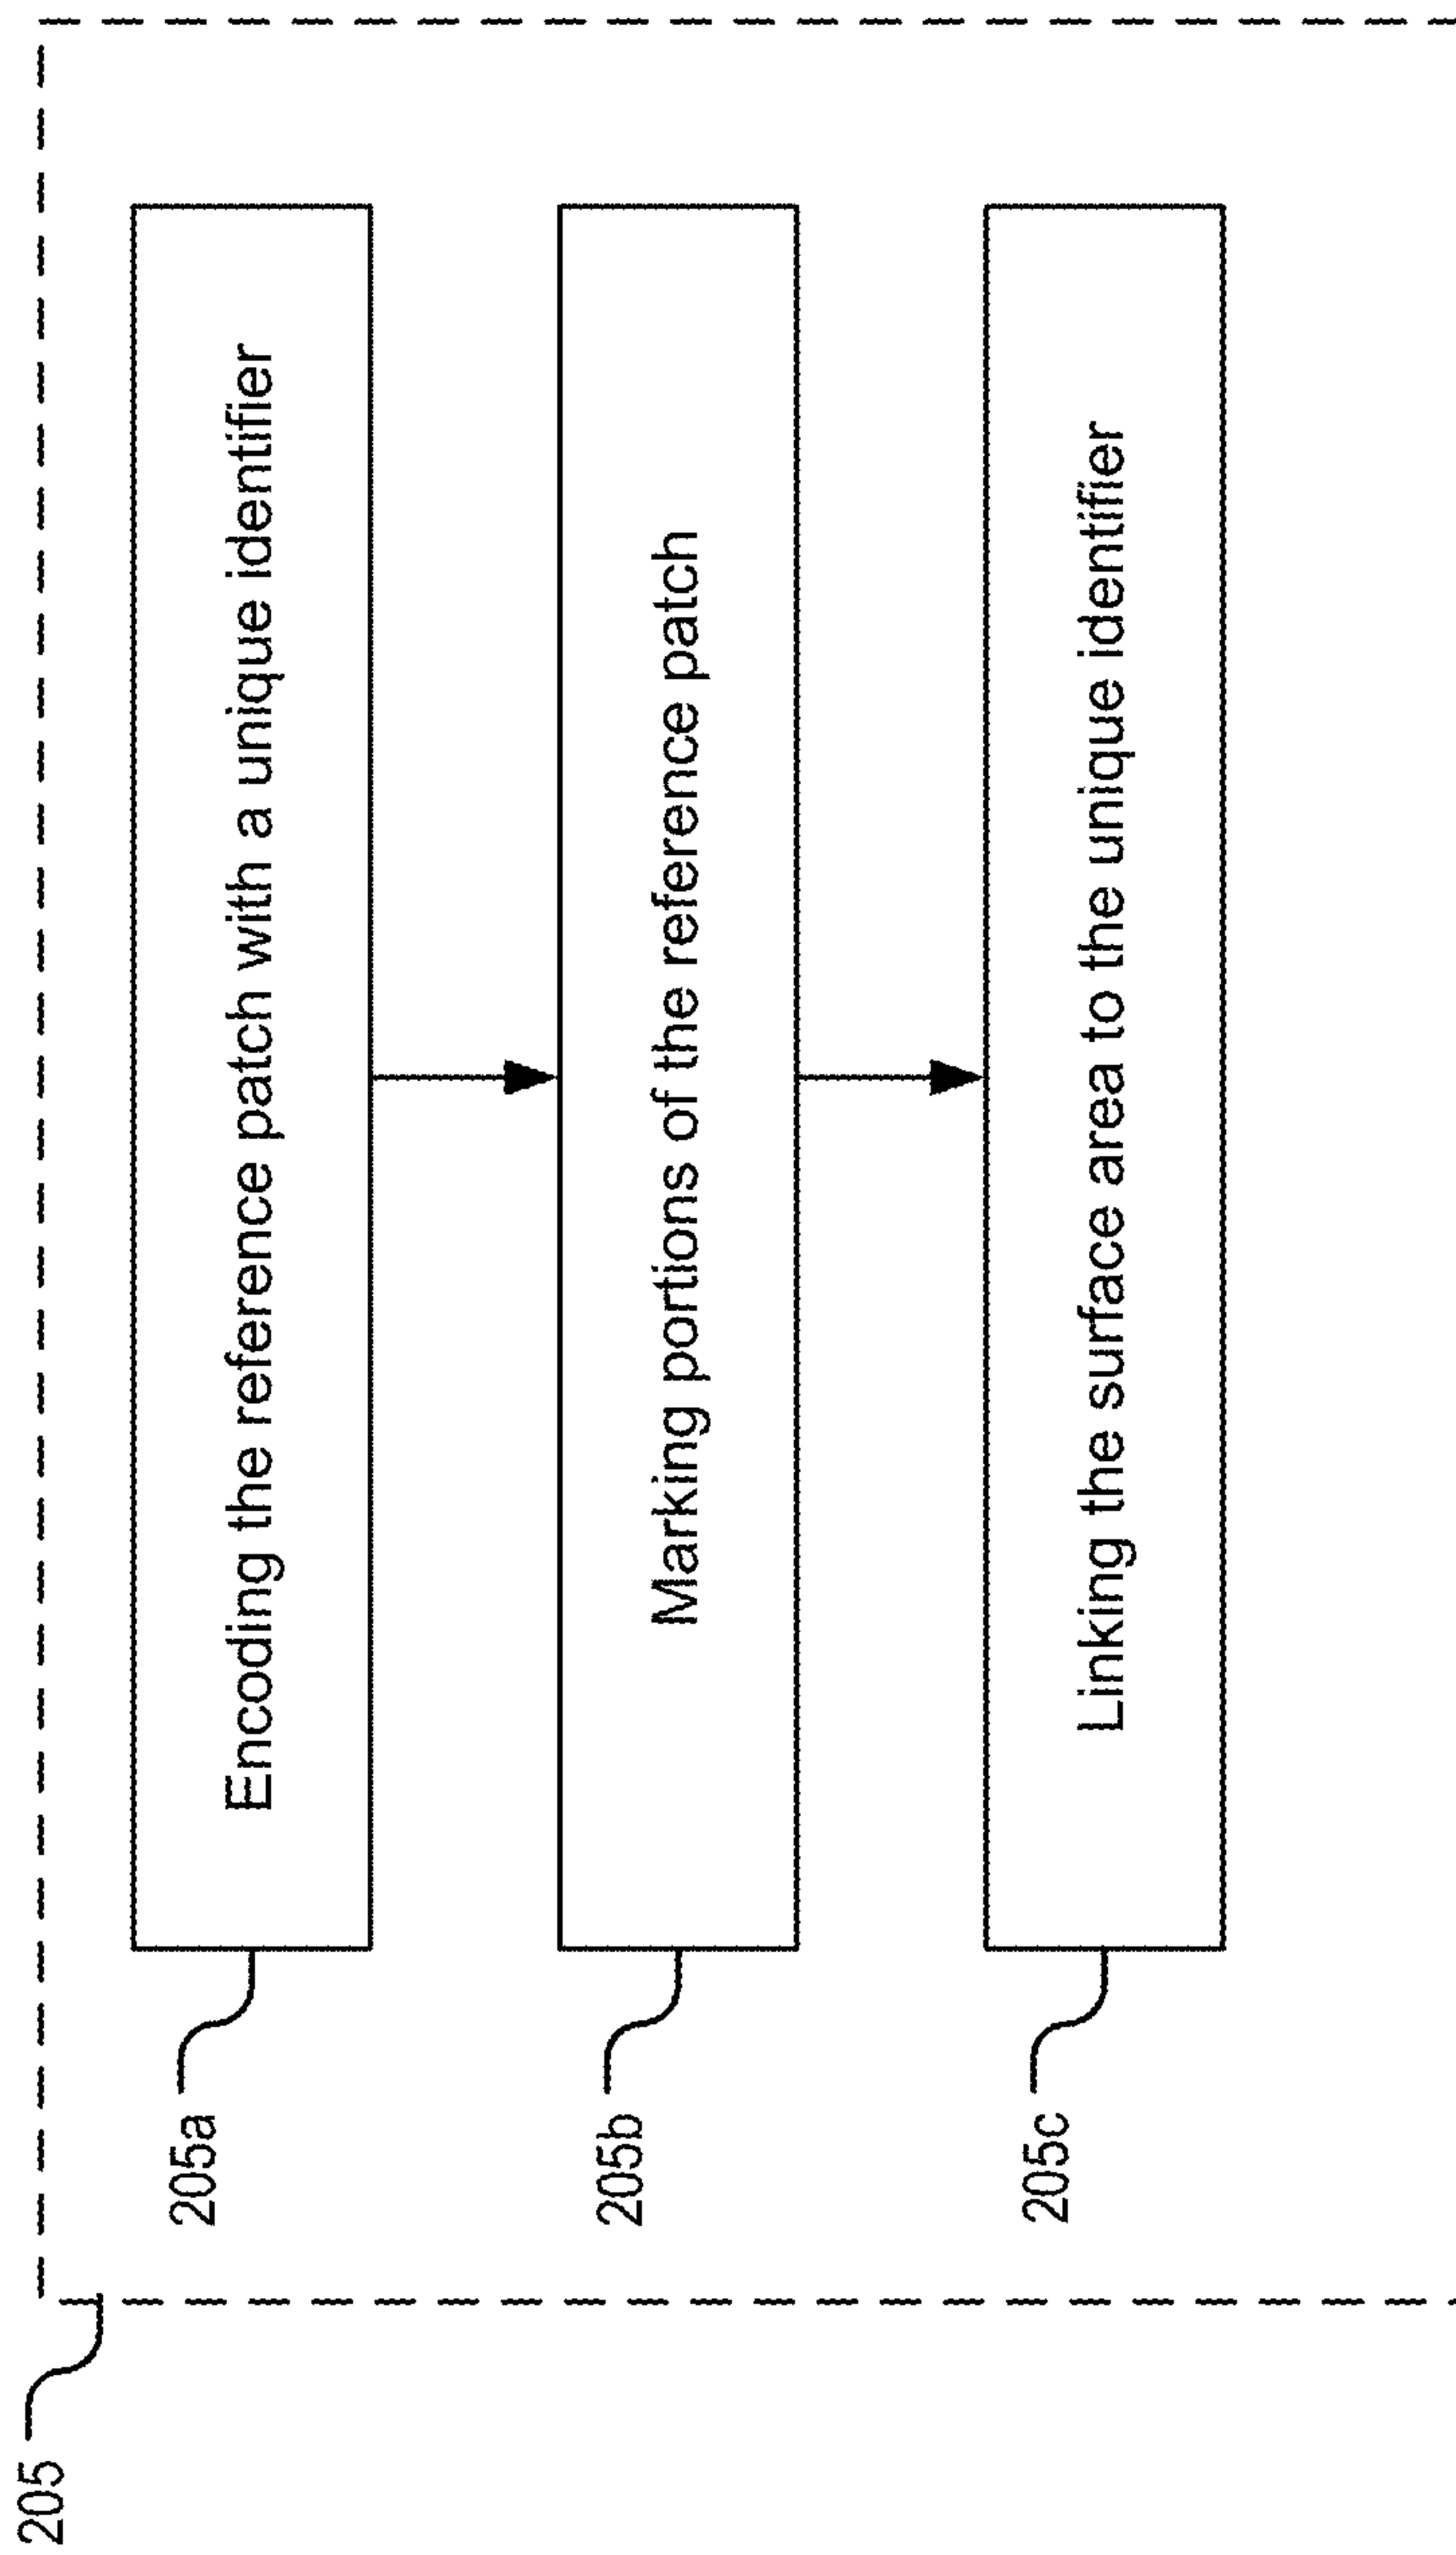 205
205a
Encoding the reference patch with a unique identifier
205b
Marking portions of the reference patch
205c
Linking the surface area to the unique identifier